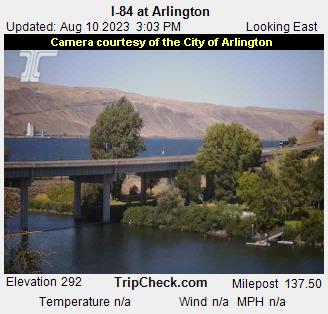 I-84 at Arlington
Updated: Aug 10 2023 3:03 PM Looking East
Camera courtesy of the City of Arlington
Elevation 292 TripCheck.com Milepost 137.50
Temperature n/a Wind n/a MPH n/a